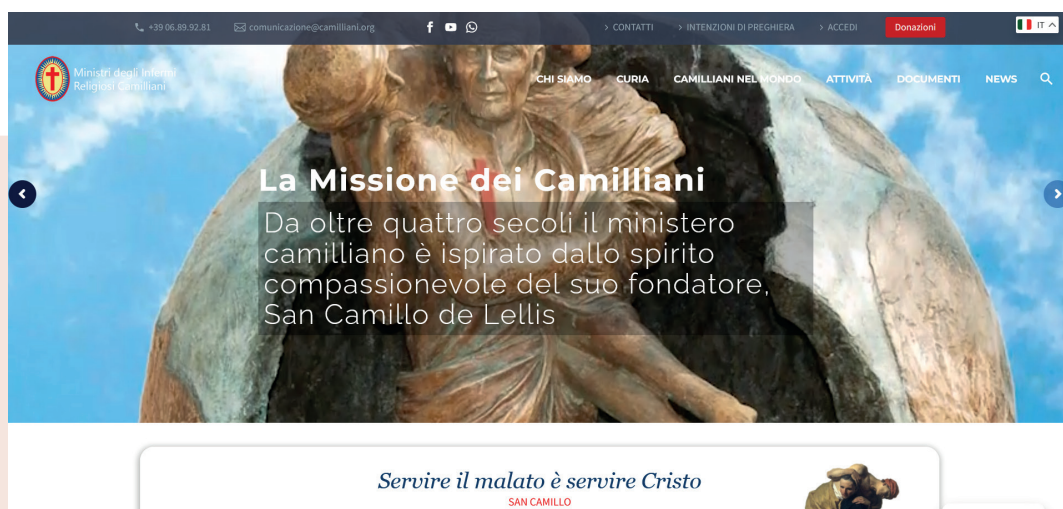 +39 06.89.92.81
comunicazione@camilliani.org
> CONTATTI
> INTENZIONI DI PREGHIERA
> ACCEDI
Donazioni
IT
Ministri degli Infermi
Religiosi Camilliani
CHI SIAMO
CURIA
CAMILLIANI NEL MONDO
ATTIVITÀ
DOCUMENTI
NEWS
La Missione dei Camilliani
Da oltre quattro secoli il ministero
camilliano è ispirato dallo spirito
compassionevole del suo fondatore,
San Camillo de Lellis
Servire il malato è servire Cristo
SAN CAMILLO